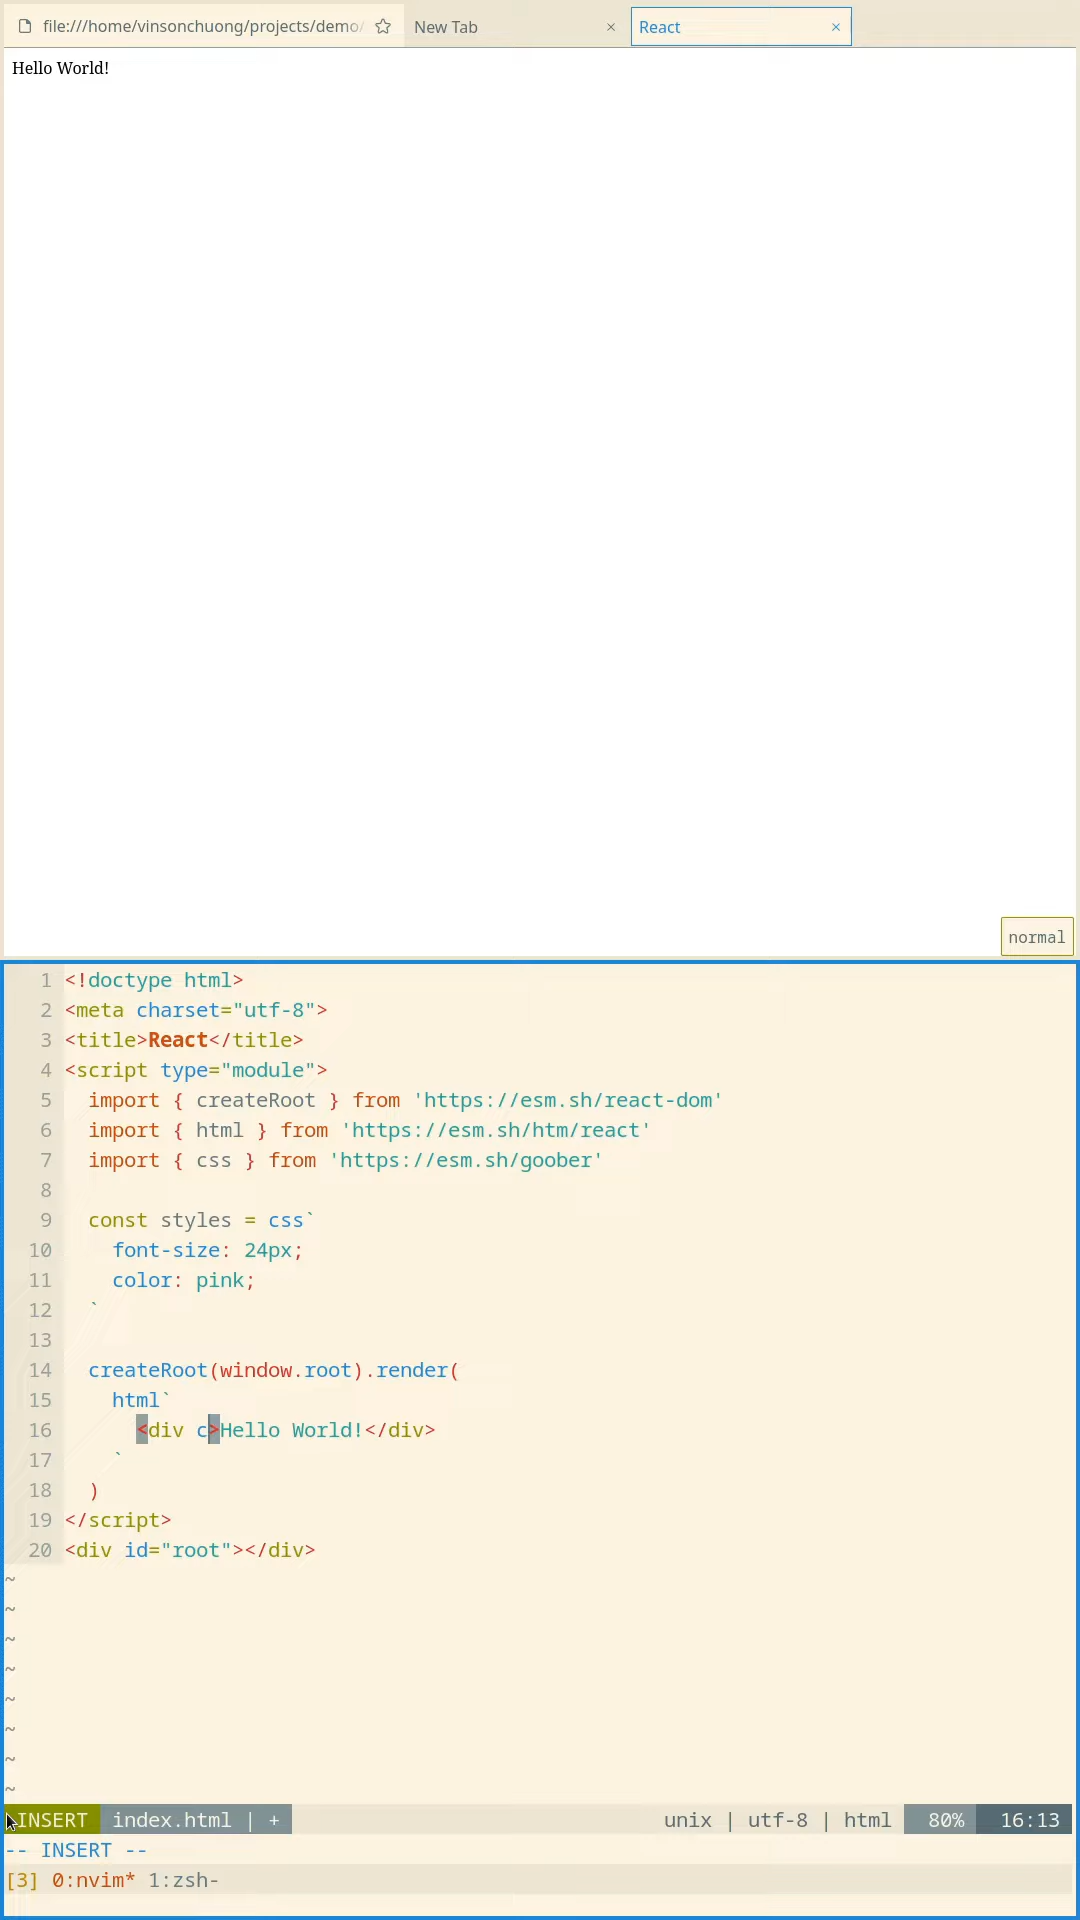 file:///home/vinsonchuong/projects/demo/ New Tab × React ×
Hello World!
normal
1 <!doctype html>
2 <meta charset="utf-8">
3 <title>React</title>
4 <script type="module">
5   import { createRoot } from 'https://esm.sh/react-dom'
6   import { html } from 'https://esm.sh/htm/react'
7   import { css } from 'https://esm.sh/goober'
8
9   const styles = css`
10     font-size: 24px;
11     color: pink;
12   `
13
14   createRoot(window.root).render(
15     html`
16       <div c>Hello World!</div>
17     `
18   )
19 </script>
20 <div id="root"></div>
~
~
~
~
~
~
~
~
INSERT index.html | + unix | utf-8 | html 80% 16:13
-- INSERT --
[3] 0:nvim* 1:zsh-